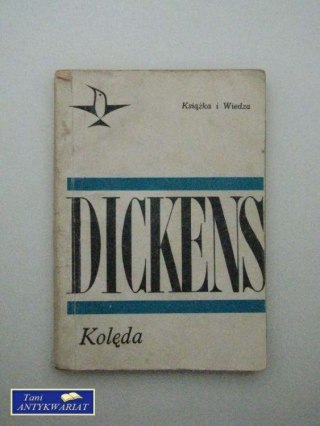 Książka i Wiedza
DICKENS
Kolęda
Tani
ANTYKWARIAT